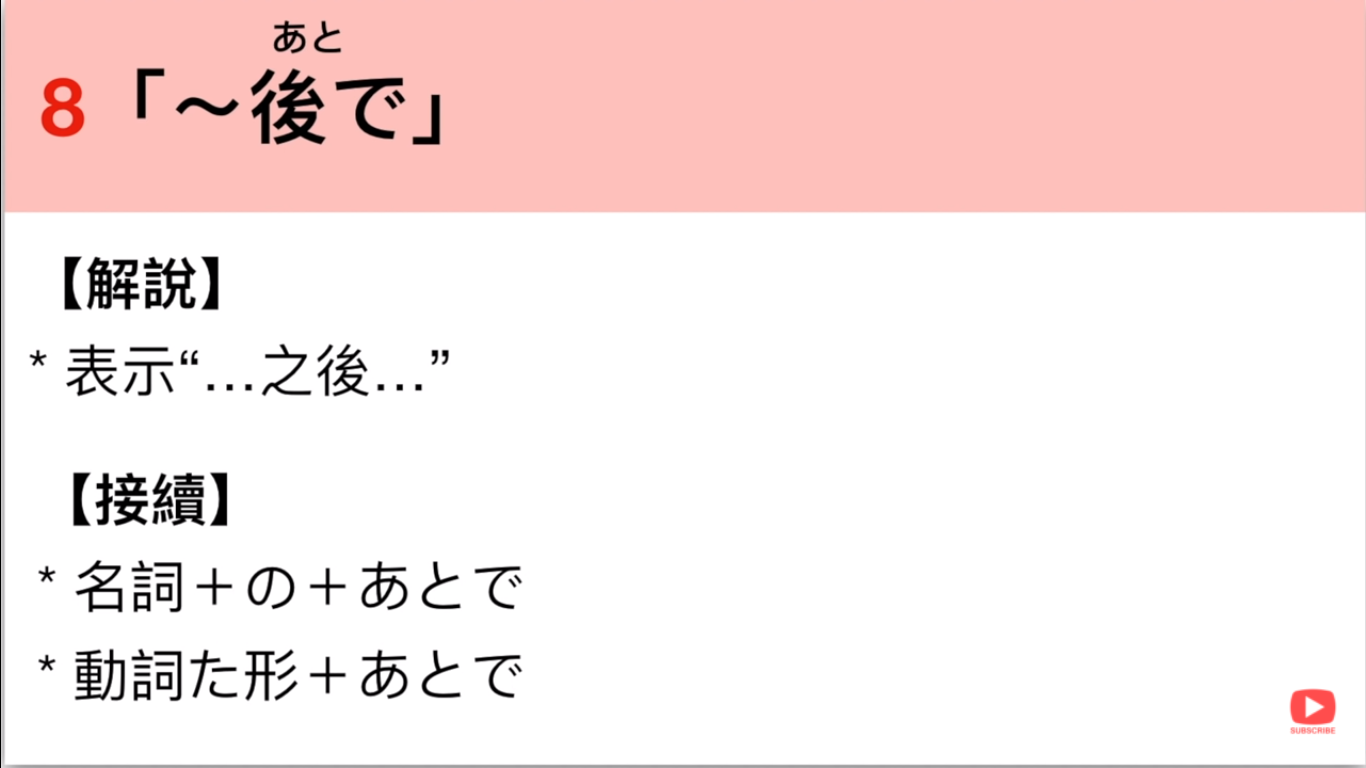 あと
8「～後で」
【解說】
* 表示“…之後…”
【接續】
* 名詞＋の＋あとで
* 動詞た形＋あとで
SUBSCRIBE